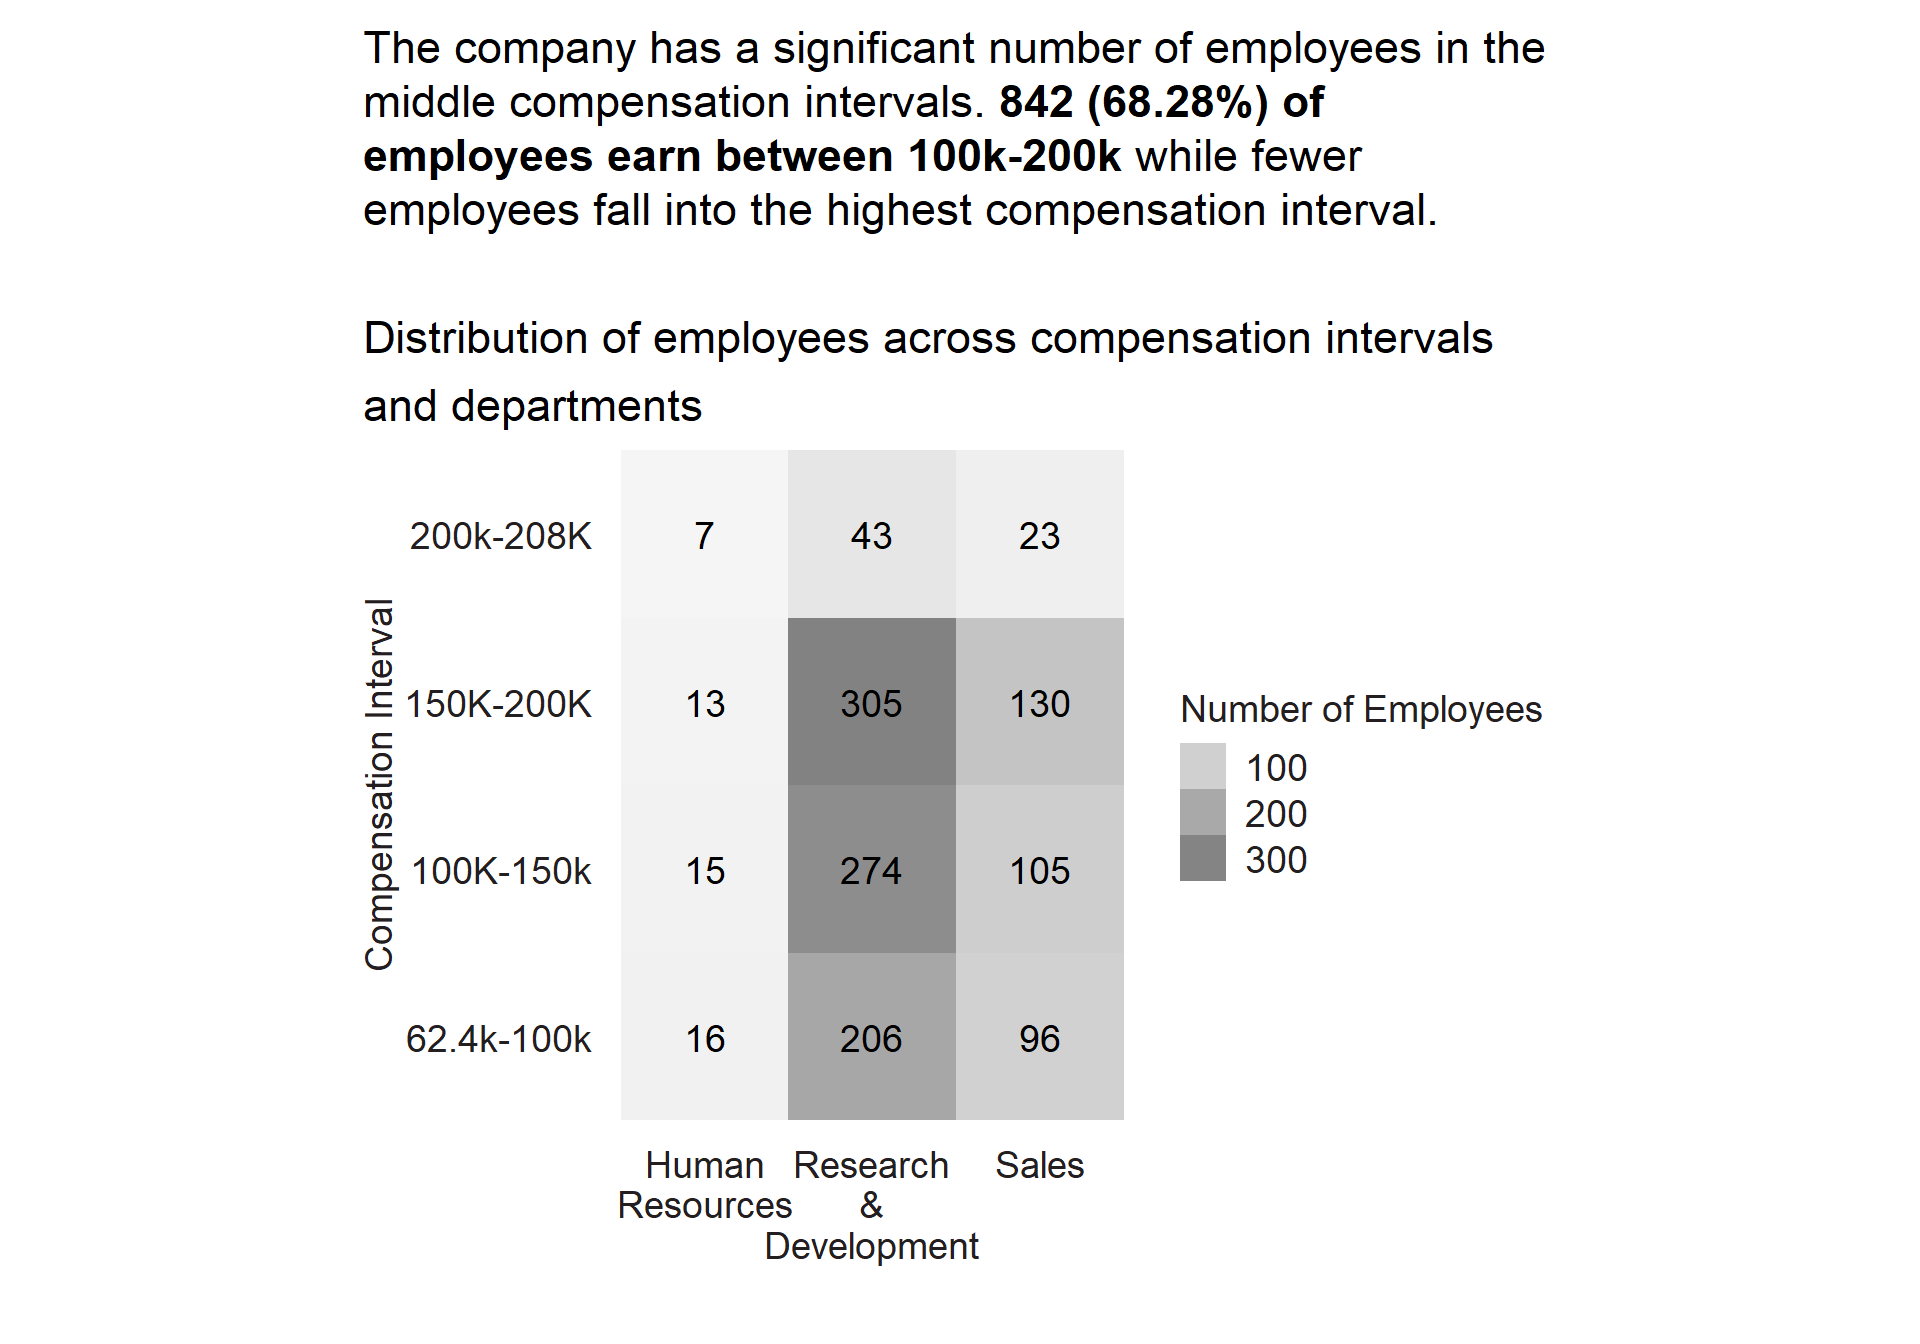 The company has a significant number of employees in the
middle compensation intervals. 842 (68.28%) of
employees earn between 100k-200k while fewer
employees fall into the highest compensation interval.
Distribution of employees across compensation intervals
and departments
Compensation Interval
200k-208K 7 43 23
150K-200K 13 305 130
100K-150k 15 274 105
62.4k-100k 16 206 96
Human Research Sales
Resources &
Development
Number of Employees
100
200
300